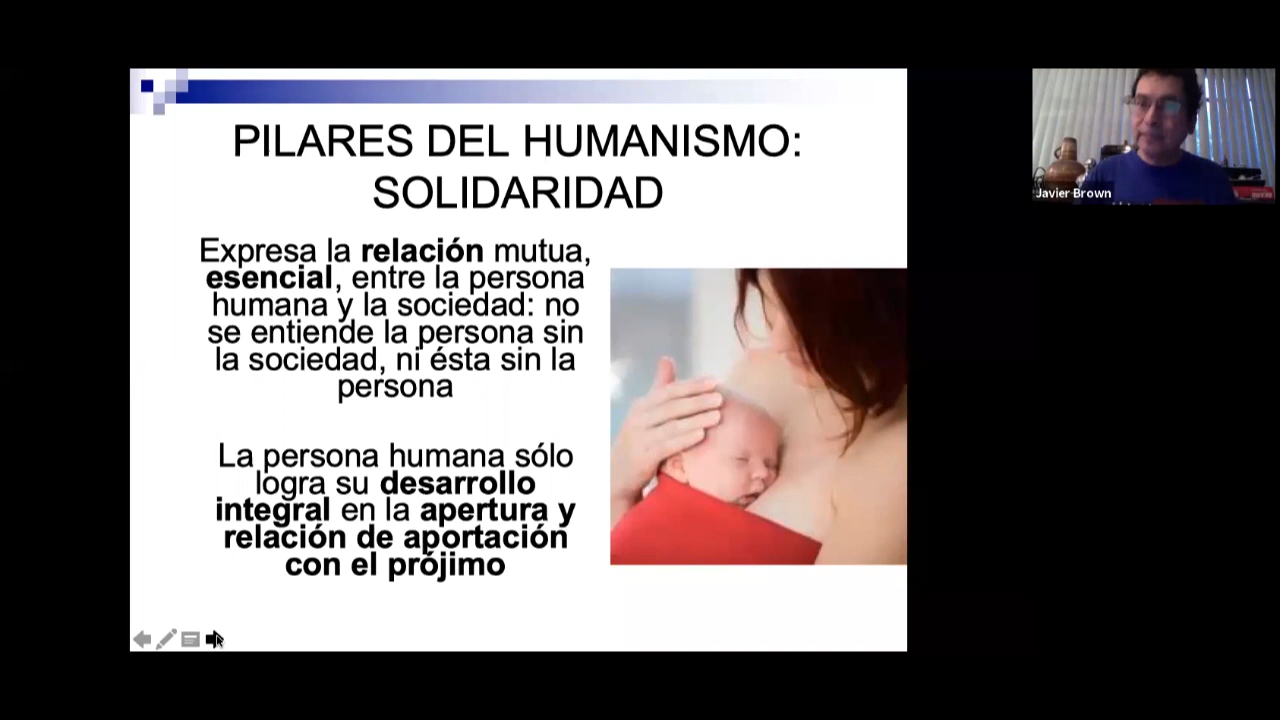 PILARES DEL HUMANISMO:
SOLIDARIDAD
Expresa la relación mutua,
esencial, entre la persona
humana y la sociedad: no
se entiende la persona sin
la sociedad, ni ésta sin la
persona
La persona humana sólo
logra su desarrollo
integral en la apertura y
relación de aportación
con el prójimo
Javier Brown